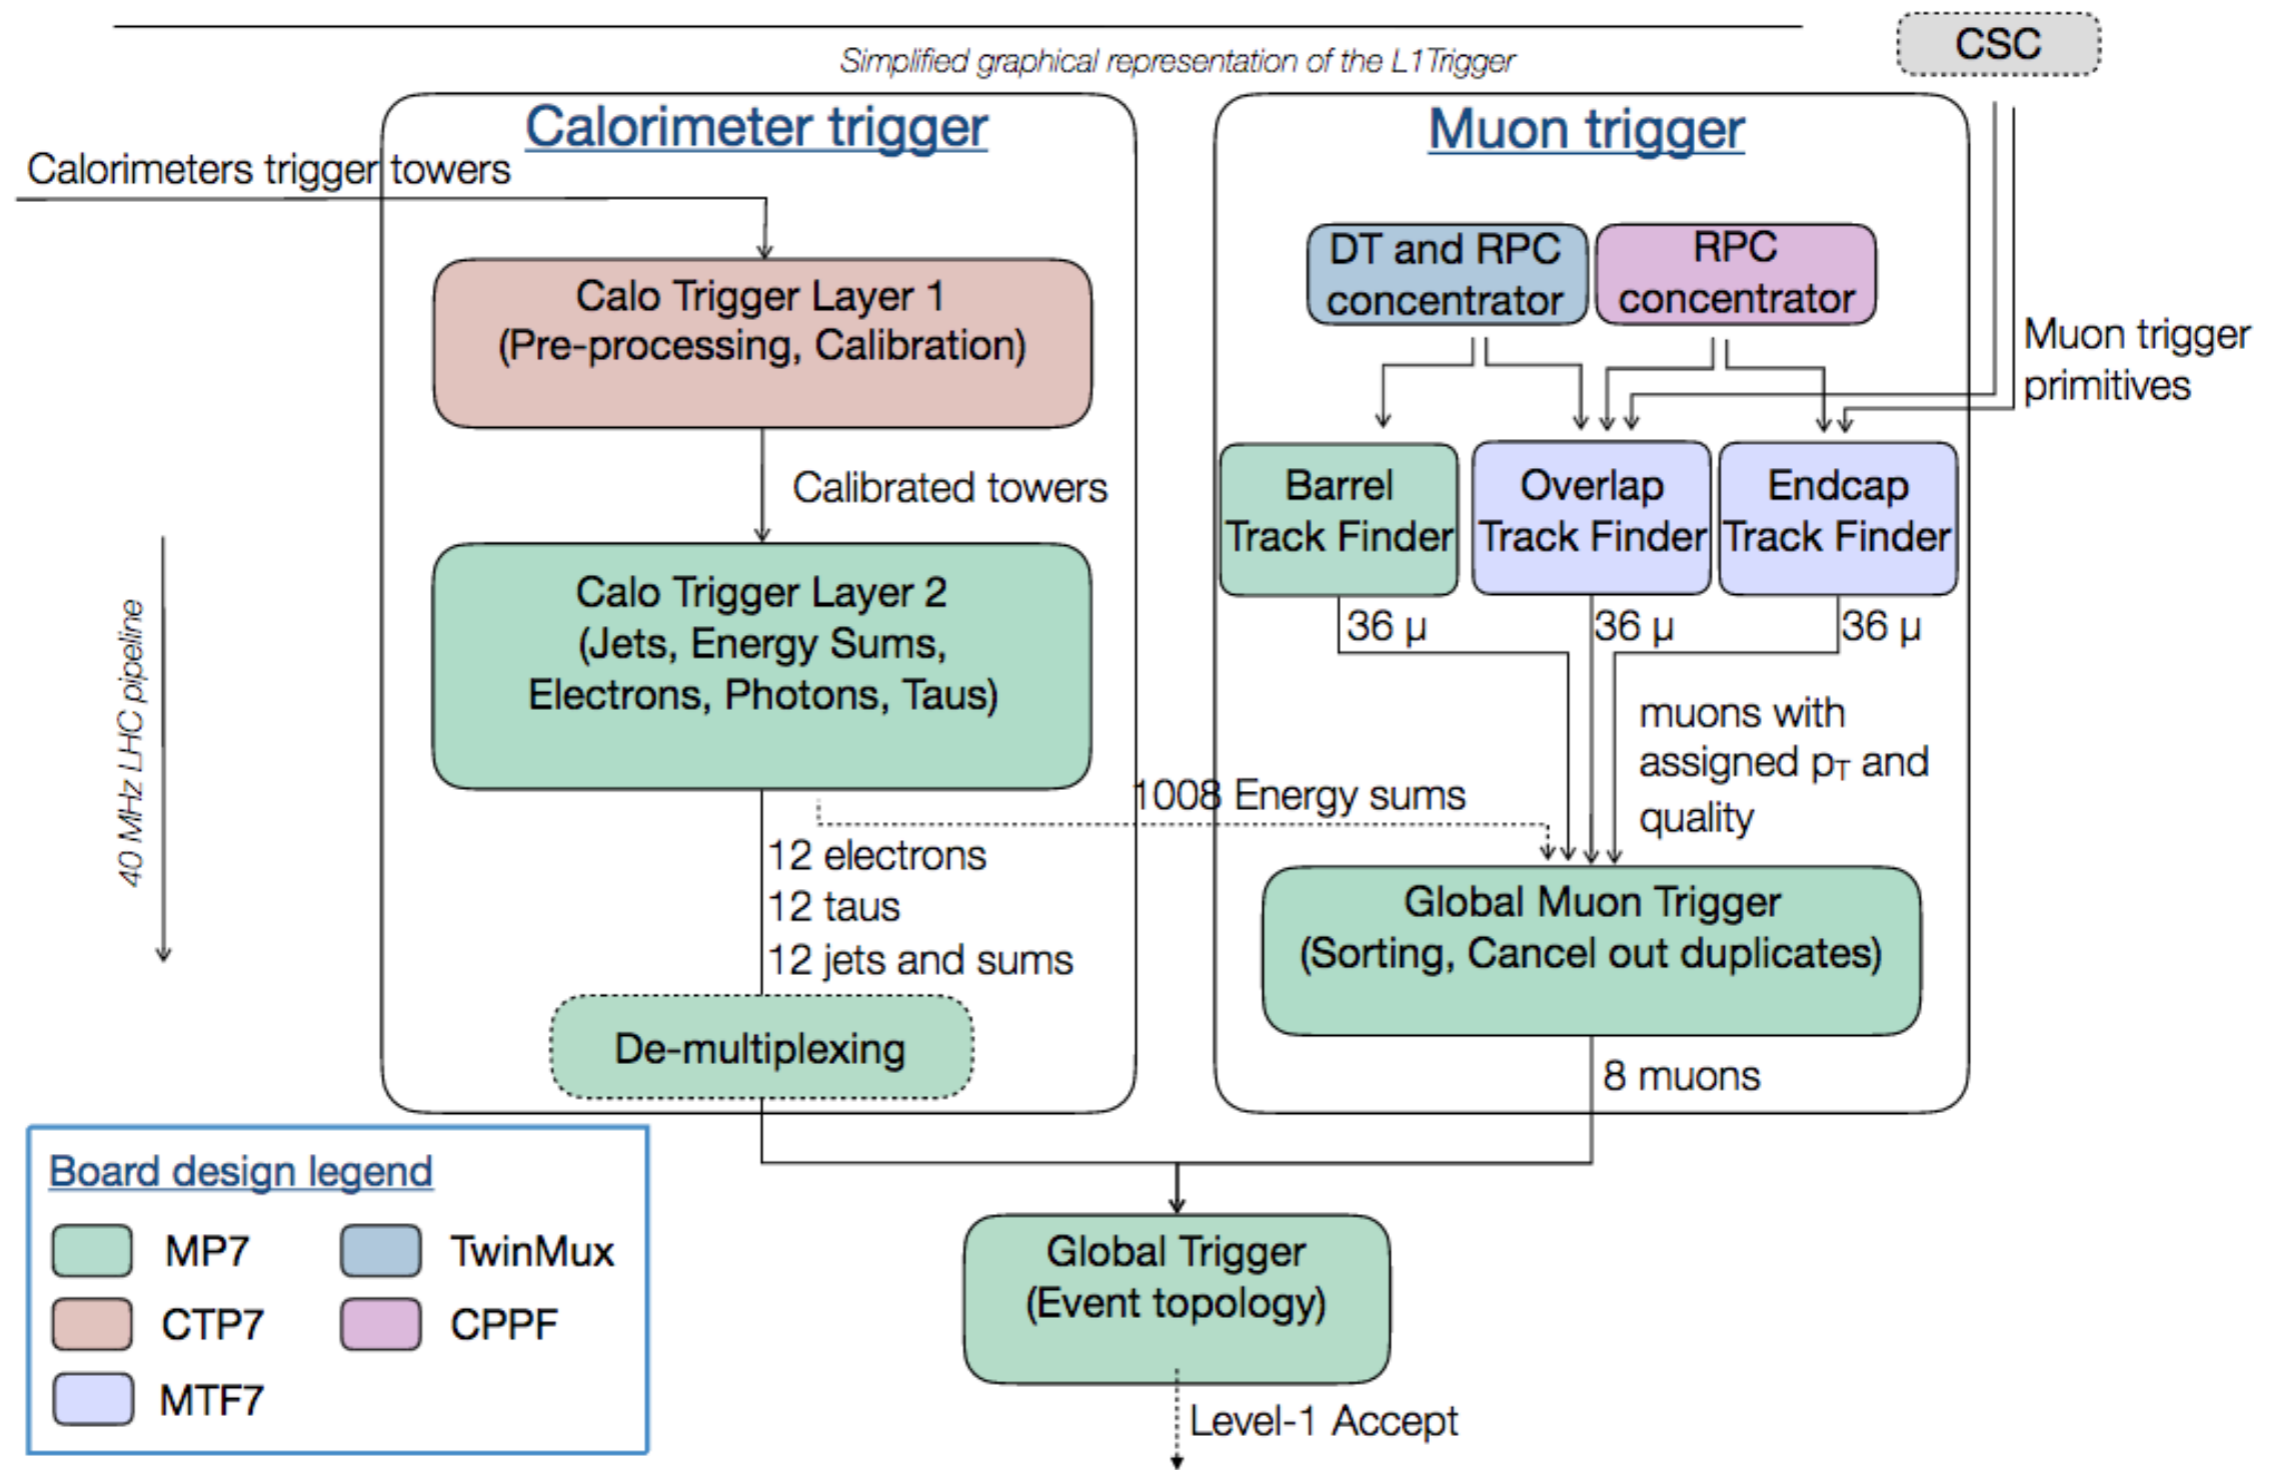 Simplified graphical representation of the L1Trigger
CSC
Calorimeter trigger
Calorimeters trigger towers
Calo Trigger Layer 1
(Pre-processing, Calibration)
Calibrated towers
Calo Trigger Layer 2
(Jets, Energy Sums,
Electrons, Photons, Taus)
40 MHz LHC pipeline
1008 Energy sums
12 electrons
12 taus
12 jets and sums
De-multiplexing
Muon trigger
DT and RPC
concentrator
RPC
concentrator
Muon trigger
primitives
Barrel
Track Finder
Overlap
Track Finder
Endcap
Track Finder
36 μ
36 μ
36 μ
muons with
assigned pT and
quality
Global Muon Trigger
(Sorting, Cancel out duplicates)
8 muons
Global Trigger
(Event topology)
Level-1 Accept
Board design legend
MP7
TwinMux
CTP7
CPPF
MTF7